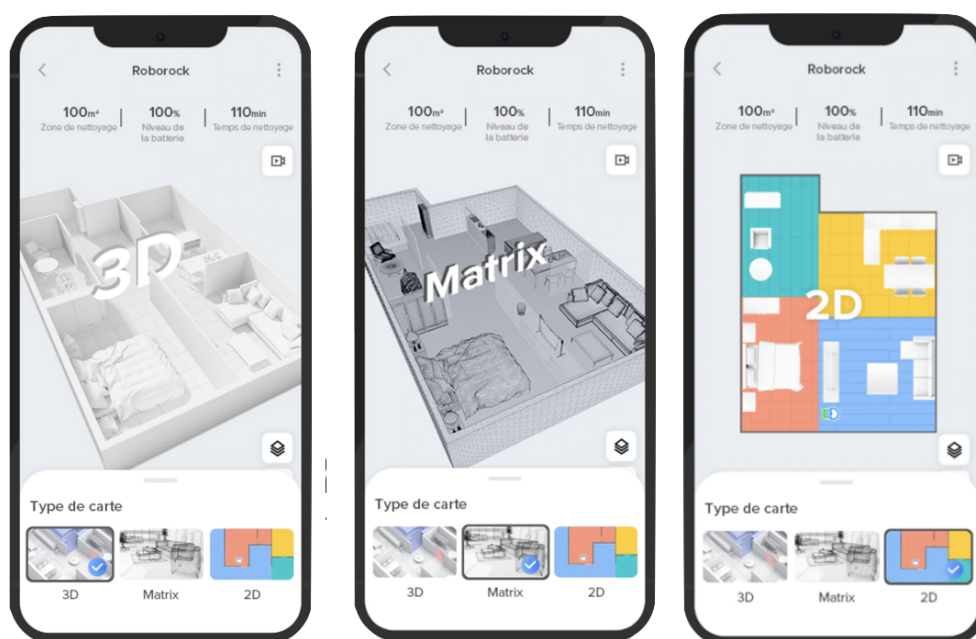 Roborock
100m² | 100% | 110min
Zone de nettoyage Niveau de la batterie Temps de nettoyage
3D
Type de carte
3D Matrix 2D
Roborock
100m² | 100% | 110min
Zone de nettoyage Niveau de la batterie Temps de nettoyage
Matrix
Type de carte
3D Matrix 2D
Roborock
100m² | 100% | 110min
Zone de nettoyage Niveau de la batterie Temps de nettoyage
2D
Type de carte
3D Matrix 2D